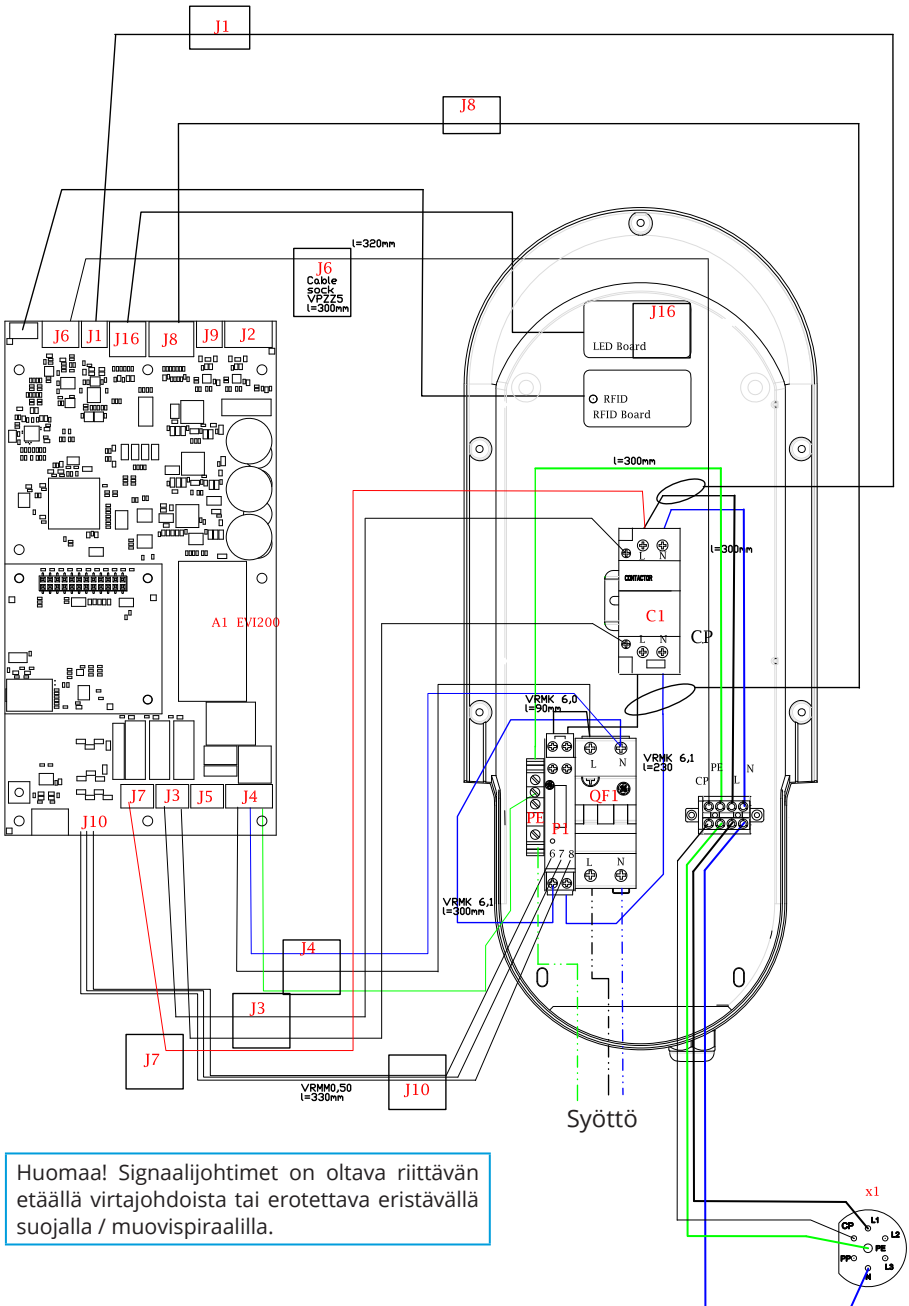 J1
J8
l=320mm
J6
Cable
sock
VPZZ5
l=300mm
J6 J1 J16 J8 J9 J2
J16
LED Board
RFID
RFID Board
l=300mm
l=300mm
L N
CONTACTOR
C1
L N
CP
A1 EVI200
VRMK 6,0
l=90mm
VRMK 6,1
l=230
L N
QF1
PE
P1
6 7 8
L N
CP PE L N
J7 J3 J5 J4
J10
VRMK 6,1
l=300mm
J4
J3
J7
J10
VRMM0,50
l=330mm
Syöttö
Huomaa! Signaalijohtimet on oltava riittävän
etäällä virtajohdoista tai erotettava eristävällä
suojalla / muovispiraalilla.
x1
CP L1
L2
PE
PP L3
N